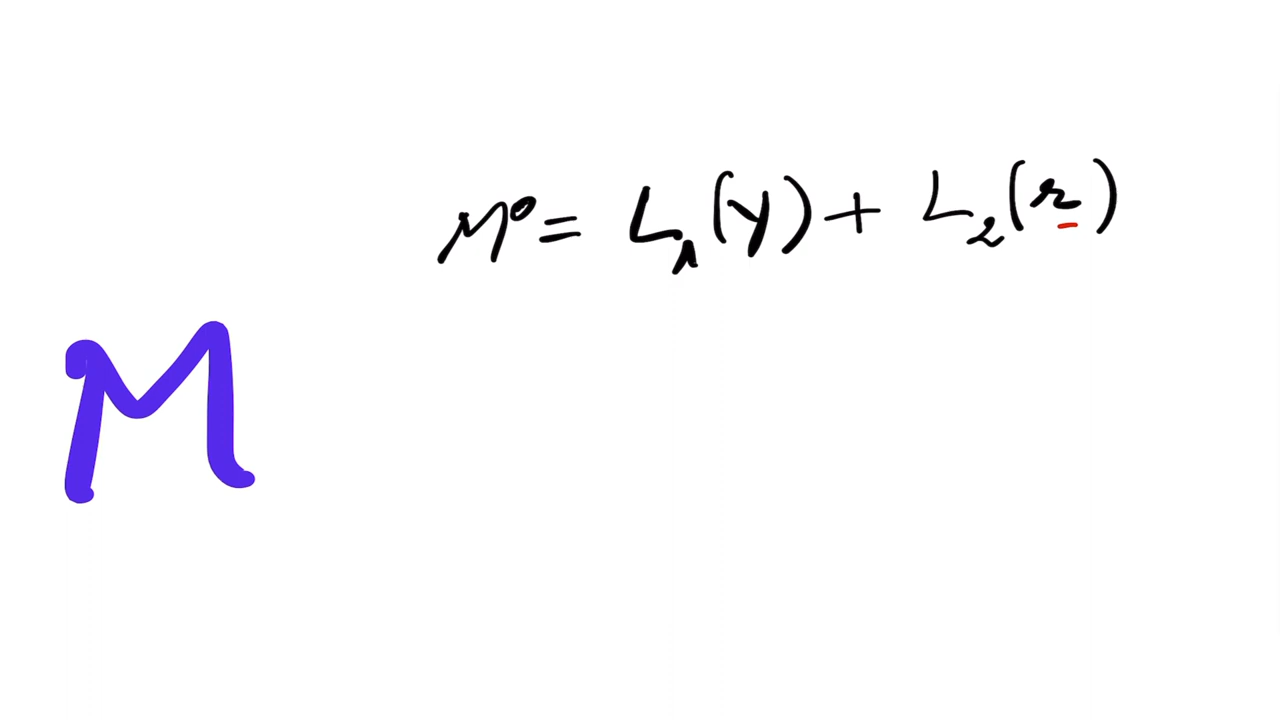 M° = L₁(y) + L₂(r)
M